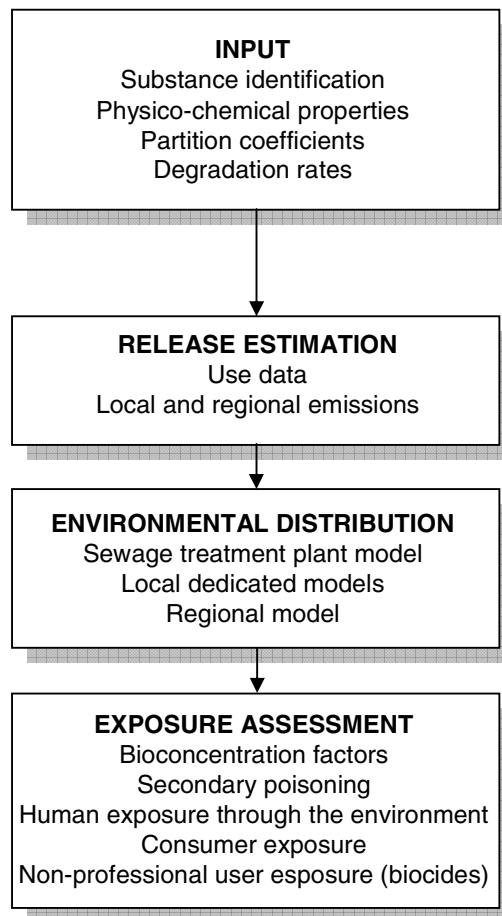 INPUT
Substance identification
Physico-chemical properties
Partition coefficients
Degradation rates
RELEASE ESTIMATION
Use data
Local and regional emissions
ENVIRONMENTAL DISTRIBUTION
Sewage treatment plant model
Local dedicated models
Regional model
EXPOSURE ASSESSMENT
Bioconcentration factors
Secondary poisoning
Human exposure through the environment
Consumer exposure
Non-professional user esposure (biocides)